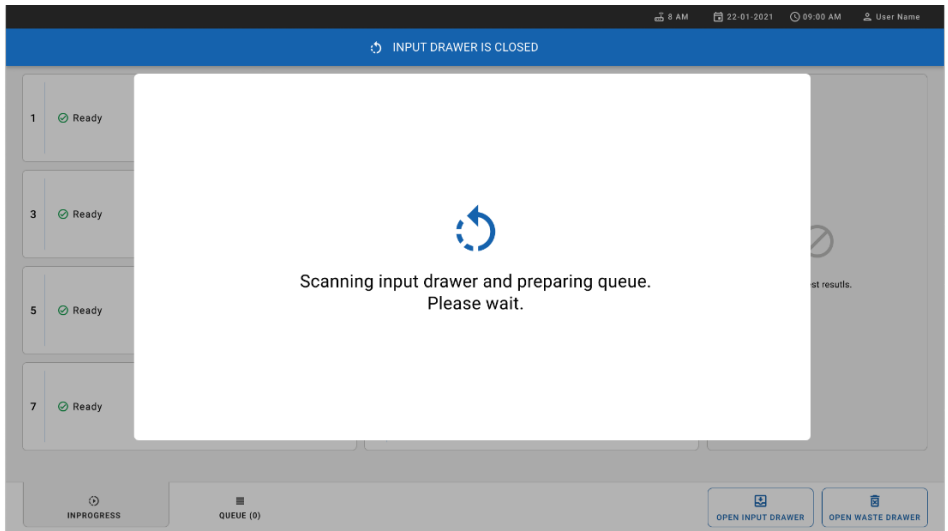 8 AM 22-01-2021 09:00 AM User Name
INPUT DRAWER IS CLOSED
1 Ready
3 Ready
Scanning input drawer and preparing queue.
Please wait.
st resutls.
5 Ready
7 Ready
INPROGRESS
QUEUE (0)
OPEN INPUT DRAWER
OPEN WASTE DRAWER